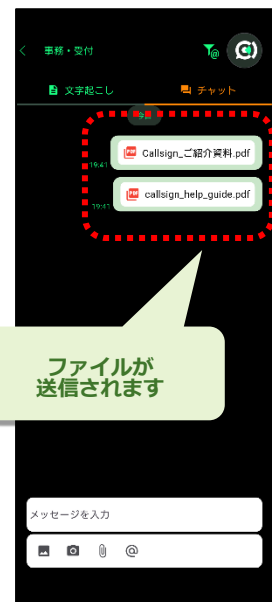 事務・受付
文字起こし
チャット
今日
PDF Callsign_ご紹介資料.pdf
19:41
PDF callsign_help_guide.pdf
19:41
ファイルが
送信されます
メッセージを入力